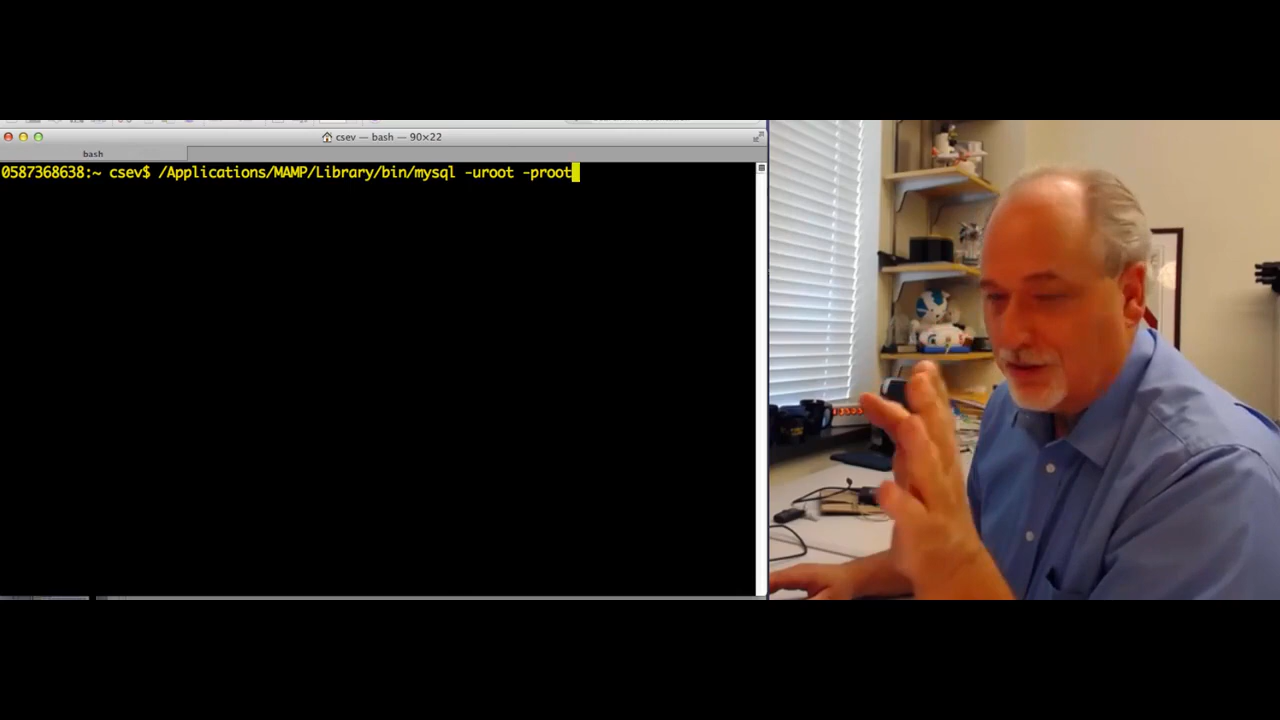 csev — bash — 90×22
bash
0587368638:~ csev$ /Applications/MAMP/Library/bin/mysql -uroot -proot